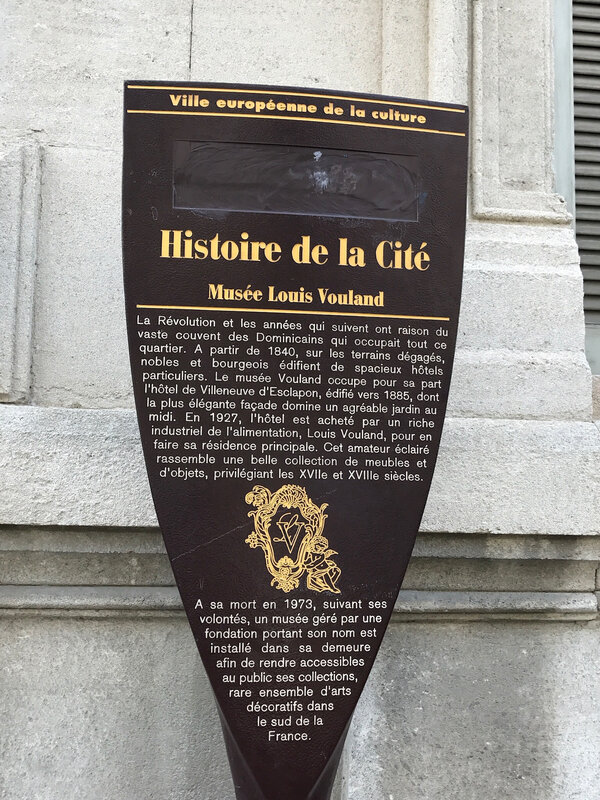 Ville européenne de la culture
Histoire de la Cité
Musée Louis Vouland
La Révolution et les années qui suivent ont raison du
vaste couvent des Dominicains qui occupait tout ce
quartier. A partir de 1840, sur les terrains dégagés,
nobles et bourgeois édifient de spacieux hôtels
particuliers. Le musée Vouland occupe pour sa part
l'hôtel de Villeneuve d'Esclapon, édifié vers 1885, dont
la plus élégante façade domine un agréable jardin au
midi. En 1927, l'hôtel est acheté par un riche
industriel de l'alimentation, Louis Vouland, pour en
faire sa résidence principale. Cet amateur éclairé
rassemble une belle collection de meubles et
d'objets, privilégiant les XVIIe et XVIIIe siècles.
LV
A sa mort en 1973, suivant ses
volontés, un musée géré par une
fondation portant son nom est
installé dans sa demeure
afin de rendre accessibles
au public ses collections,
rare ensemble d'arts
décoratifs dans
le sud de la
France.